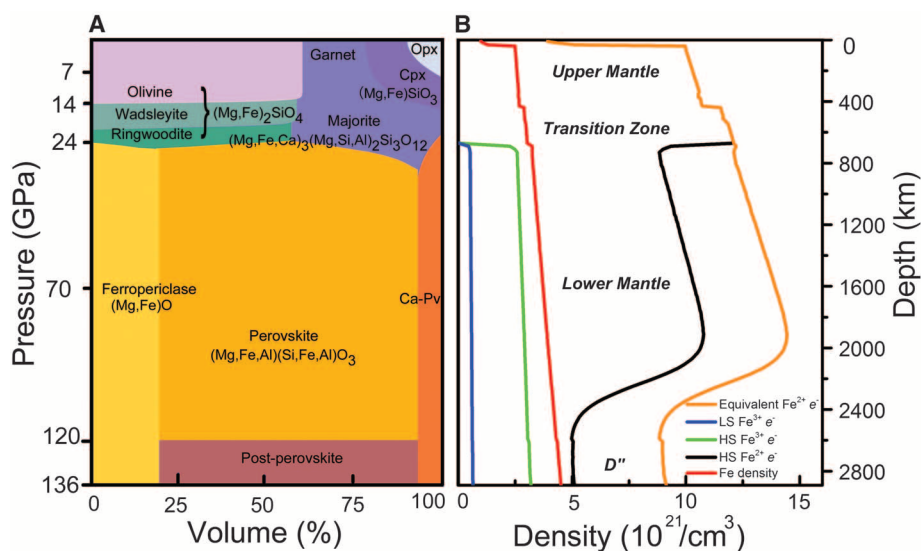 A
Pressure (GPa)
7
14
24
70
120
136
Garnet
Opx
Cpx
(Mg,Fe)SiO3
Olivine
Wadsleyite
Ringwoodite
(Mg,Fe)2SiO4
Majorite
(Mg,Fe,Ca)3(Mg,Si,Al)2Si3O12
Ferropericlase
(Mg,Fe)O
Ca-Pv
Perovskite
(Mg,Fe,Al)(Si,Fe,Al)O3
Post-perovskite
0 25 50 75 100
Volume (%)
B
Upper Mantle
Transition Zone
Lower Mantle
D"
Equivalent Fe2+ e-
LS Fe3+ e-
HS Fe3+ e-
HS Fe2+ e-
Fe density
0 5 10 15
Density (10^21/cm^3)
0
400
800
1200
1600
2000
2400
2800
Depth (km)